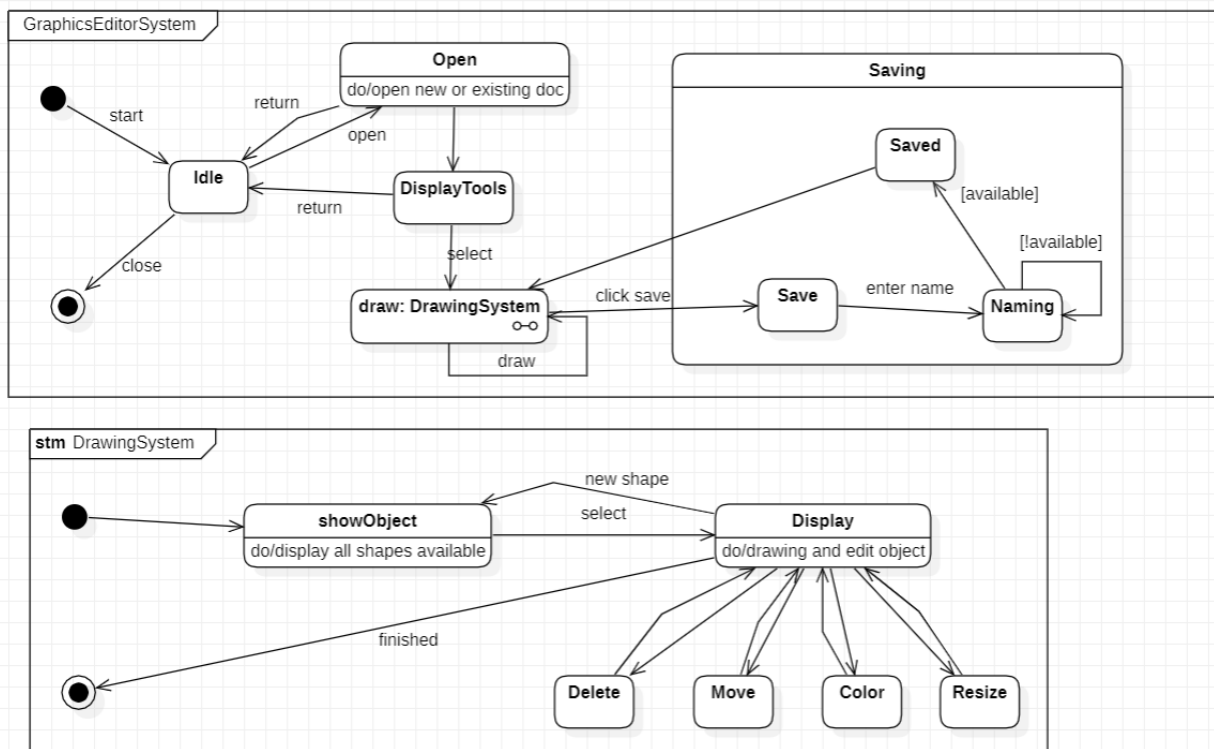 GraphicsEditorSystem
Open
do/open new or existing doc
Saving
return
start
open
Saved
Idle
DisplayTools
[available]
return
[!available]
select
close
enter name
click save
Save
draw: DrawingSystem
Naming
draw
stm DrawingSystem
new shape
select
showObject
Display
do/display all shapes available
do/drawing and edit object
finished
Delete
Move
Color
Resize